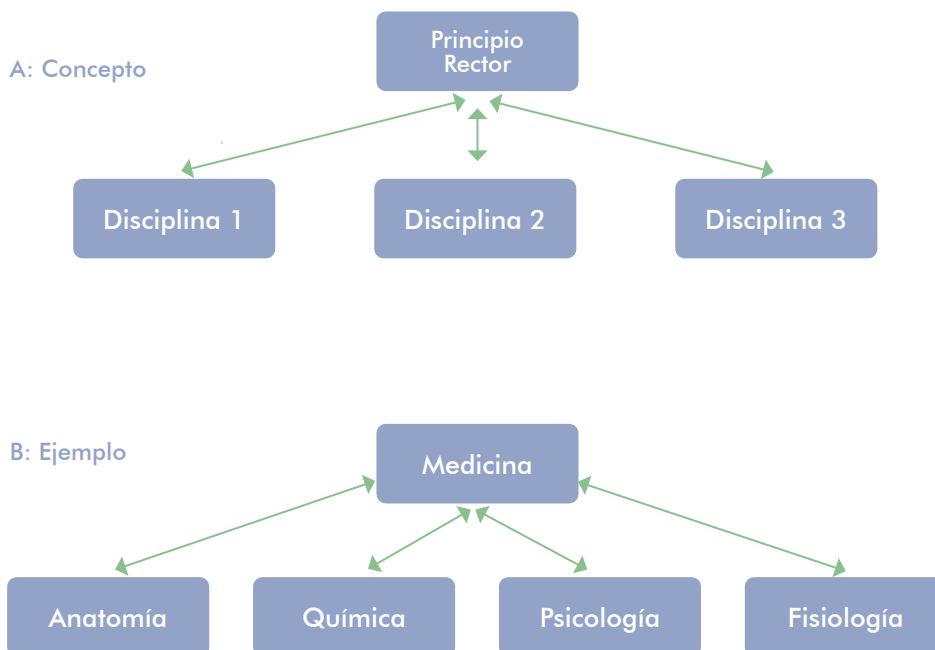 Principio
Rector
A: Concepto
Disciplina 1
Disciplina 2
Disciplina 3
B: Ejemplo
Medicina
Anatomía
Química
Psicología
Fisiología